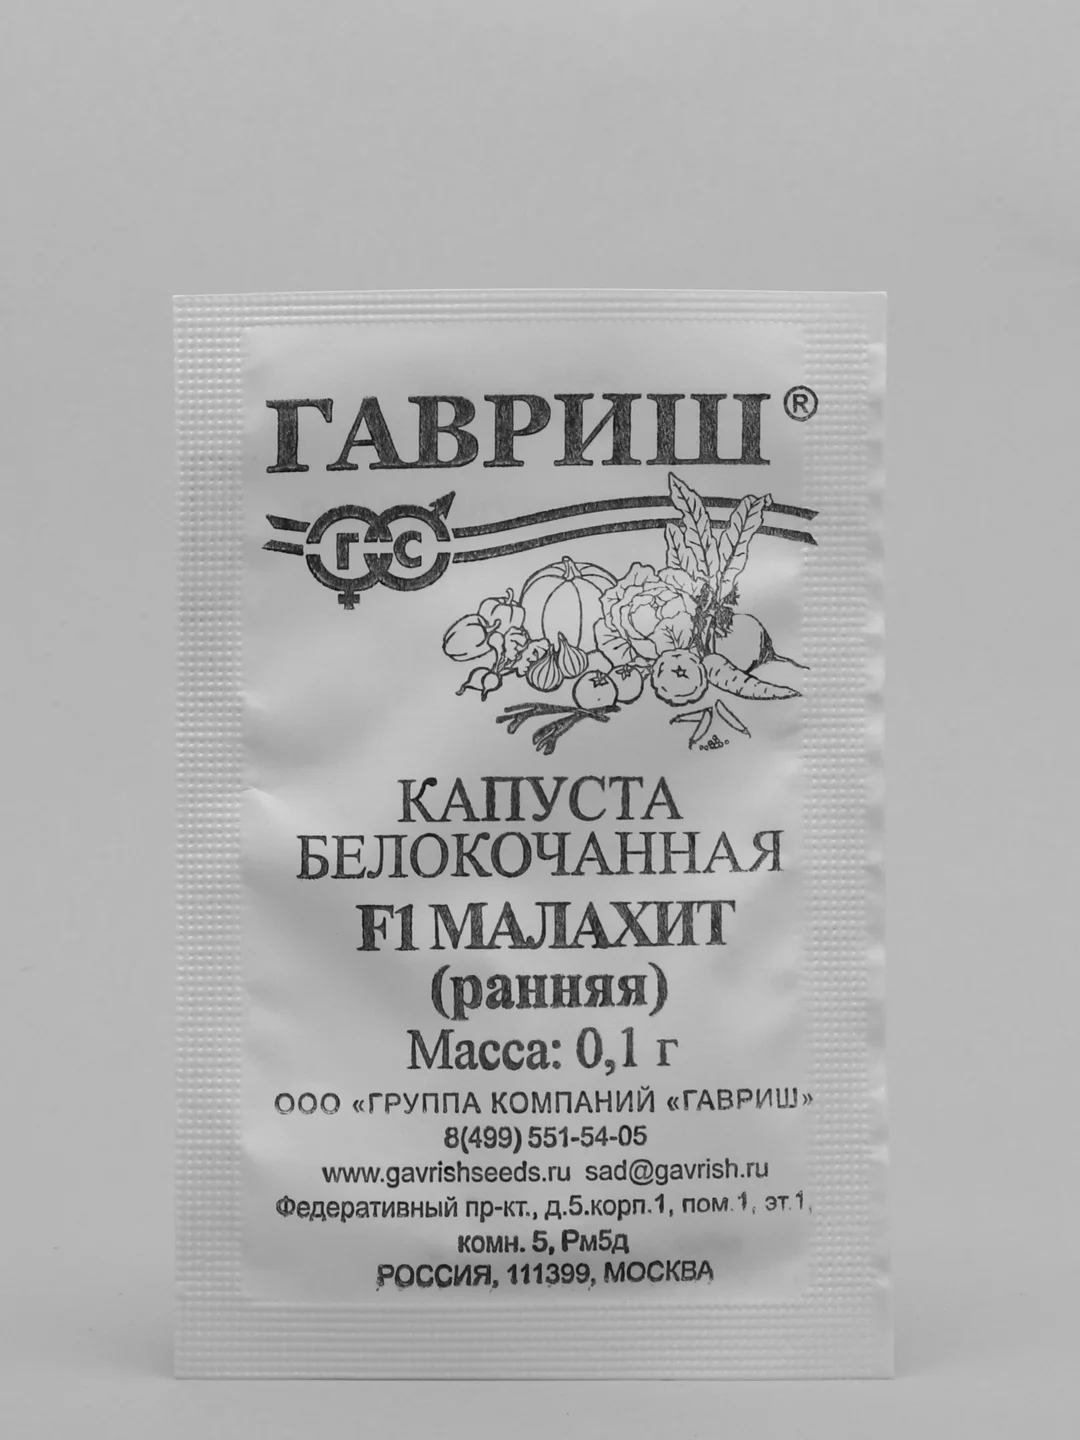 ГАВРИШ®
ГС
КАПУСТА
БЕЛОКОЧАННАЯ
F1 МАЛАХИТ
(ранняя)
Масса: 0,1 г
ООО «ГРУППА КОМПАНИЙ «ГАВРИШ»
8(499) 551-54-05
www.gavrishseeds.ru sad@gavrish.ru
Федеративный пр-кт., д.5.корп.1, пом.1, эт.1,
комн. 5, Рм5д
РОССИЯ, 111399, МОСКВА